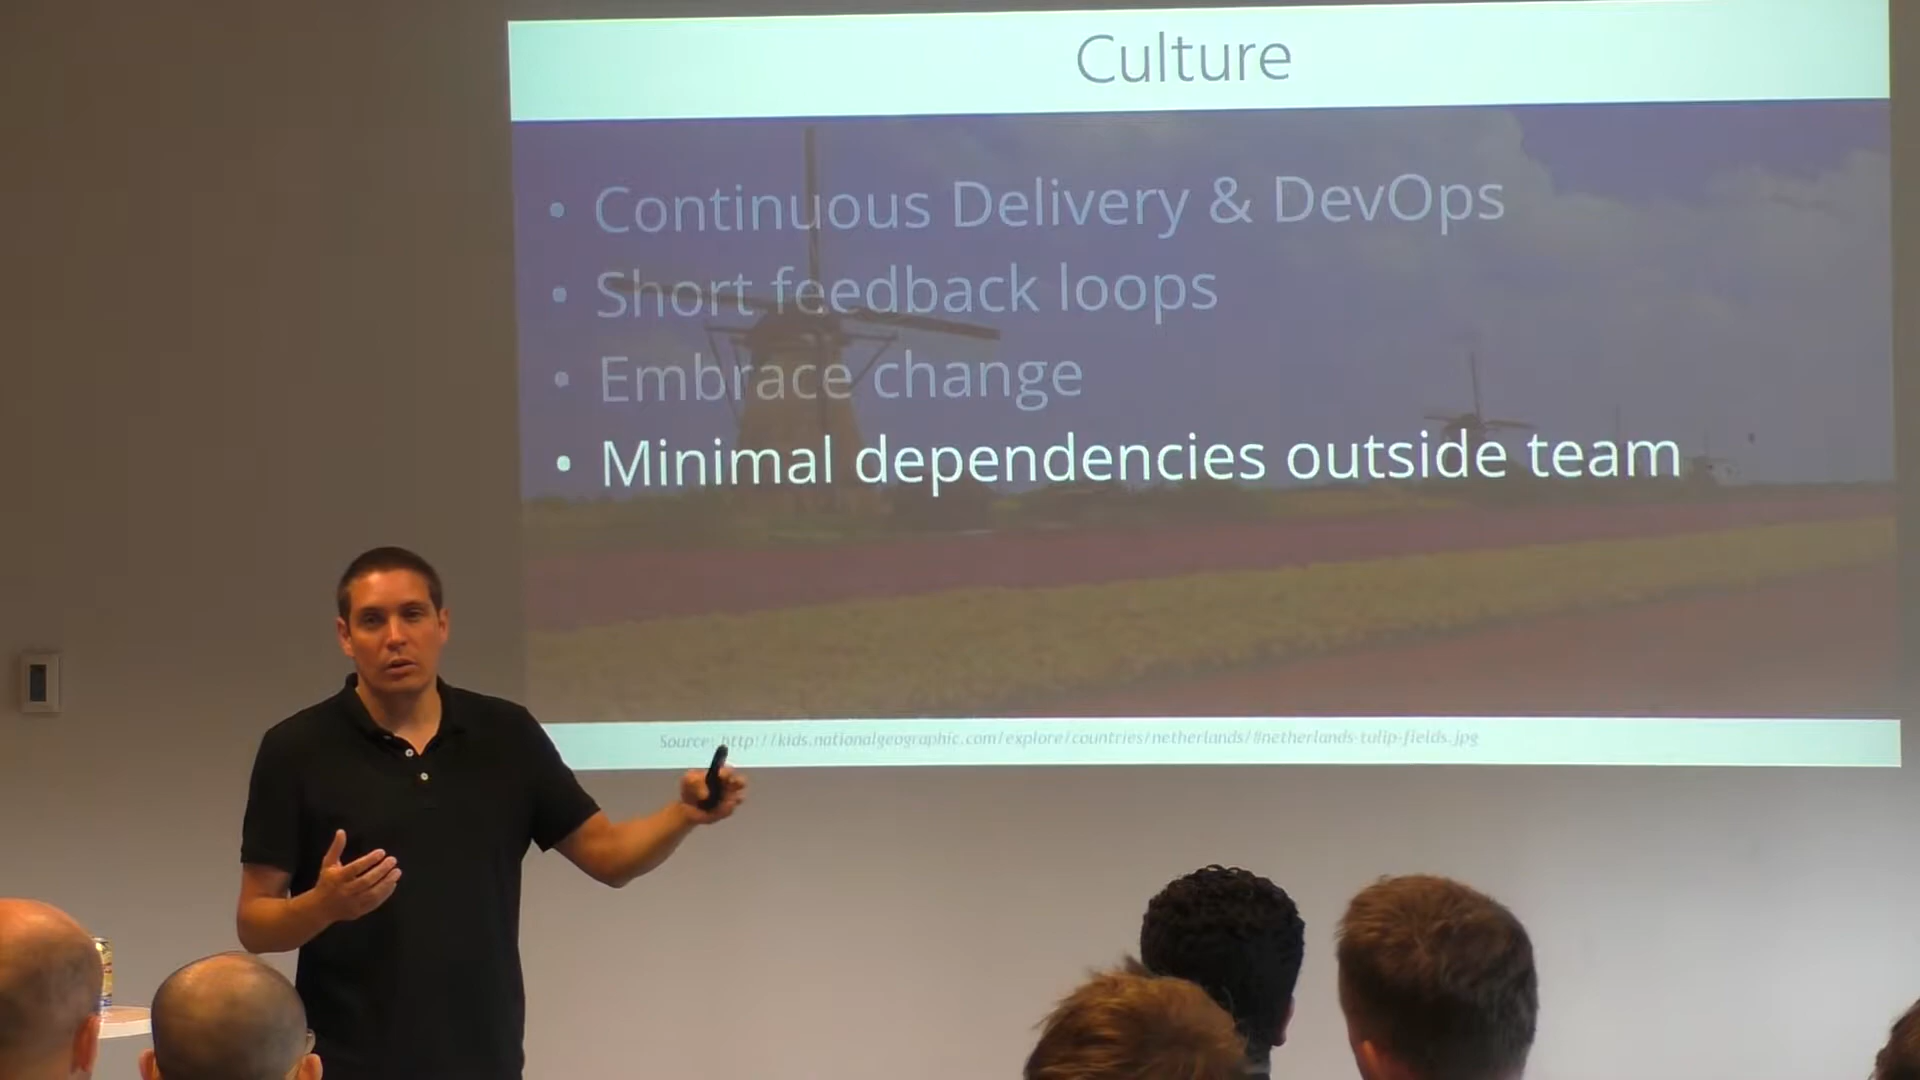 Culture
• Continuous Delivery & DevOps
• Short feedback loops
• Embrace change
• Minimal dependencies outside team
Source: http://kids.nationalgeographic.com/explore/countries/netherlands/#netherlands-tulip-fields.jpg